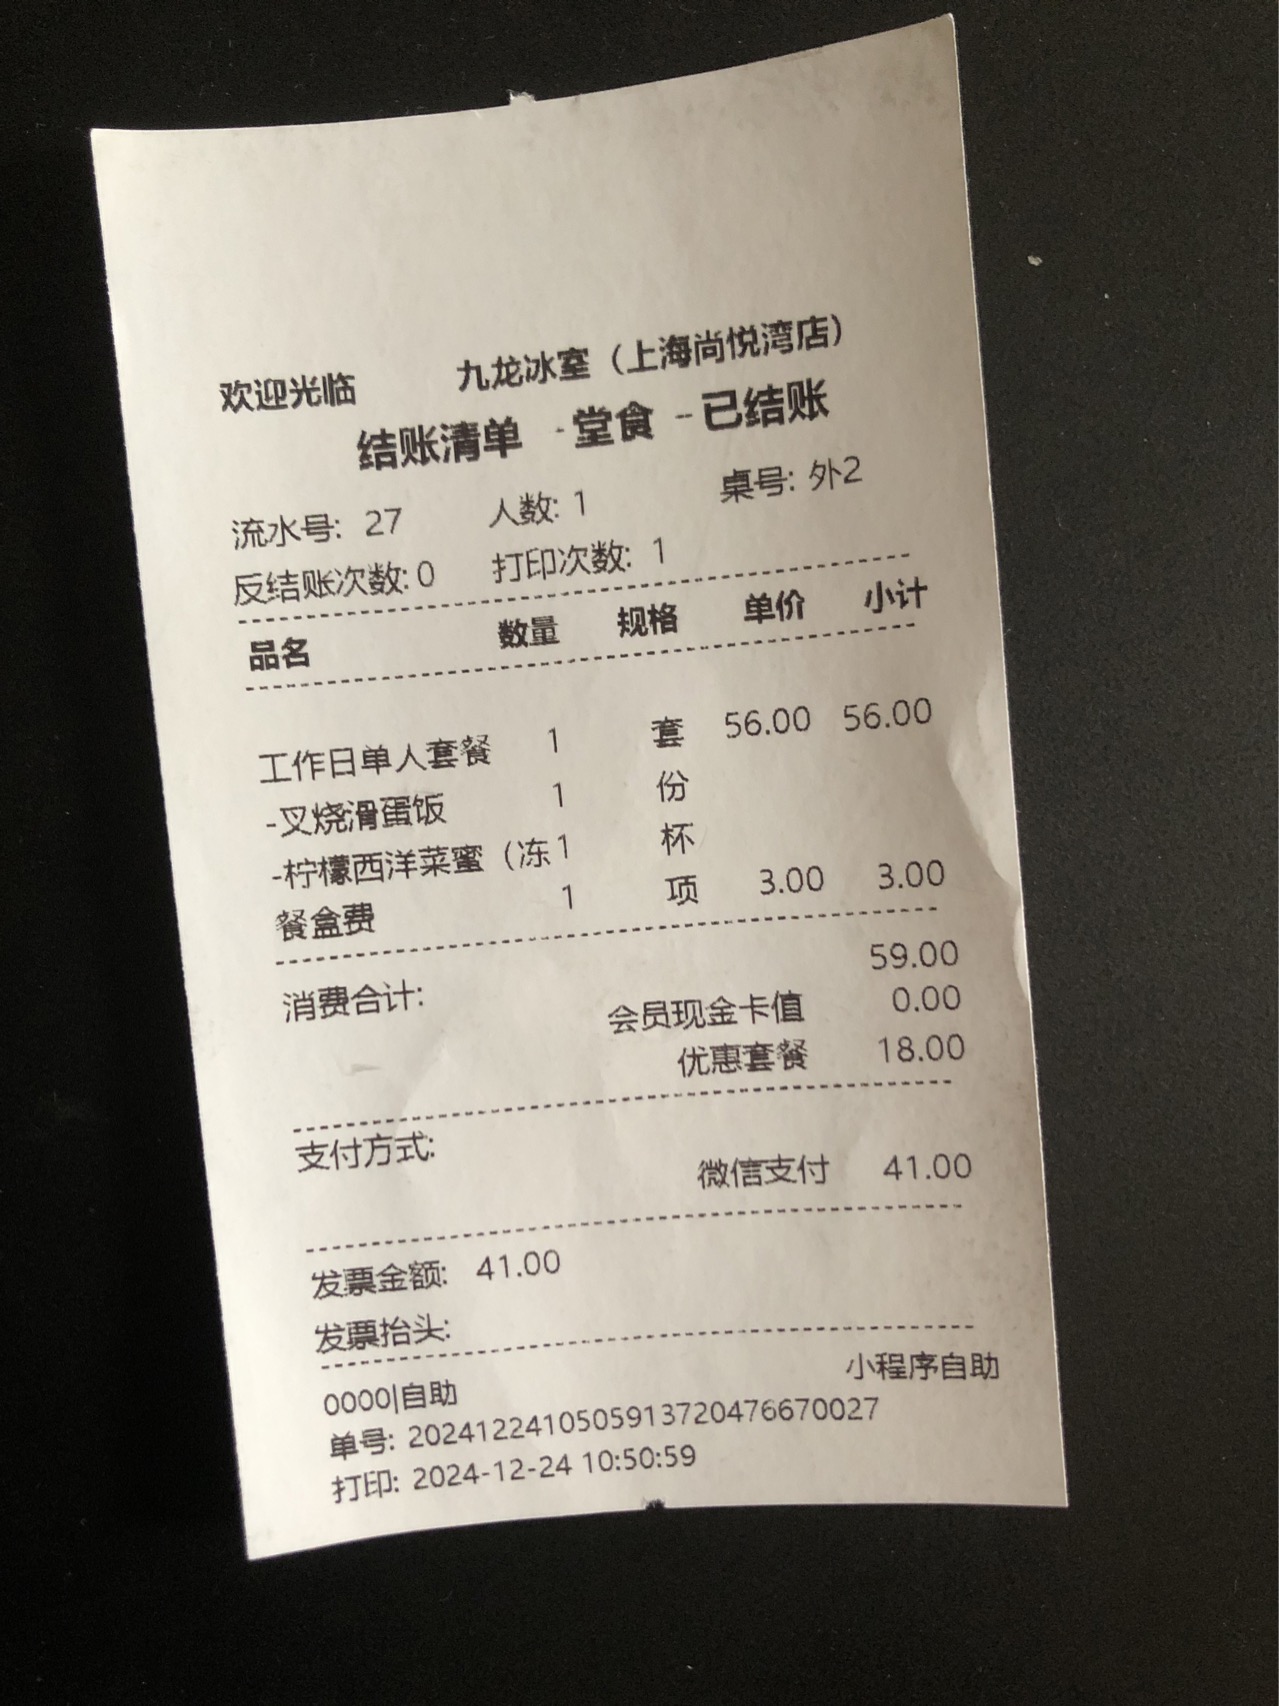 欢迎光临 九龙冰室（上海尚悦湾店）
结账清单 -堂食 -已结账
流水号: 27 人数: 1 桌号: 外2
反结账次数: 0 打印次数: 1
品名 数量 规格 单价 小计
工作日单人套餐 1 套 56.00 56.00
-叉烧滑蛋饭 1 份
-柠檬西洋菜蜜（冻 1 杯
餐盒费 1 项 3.00 3.00
消费合计: 59.00
会员现金卡值 0.00
优惠套餐 18.00
支付方式:
微信支付 41.00
发票金额: 41.00
发票抬头:
0000|自助 小程序自助
单号: 2024122410505913720476670027
打印: 2024-12-24 10:50:59